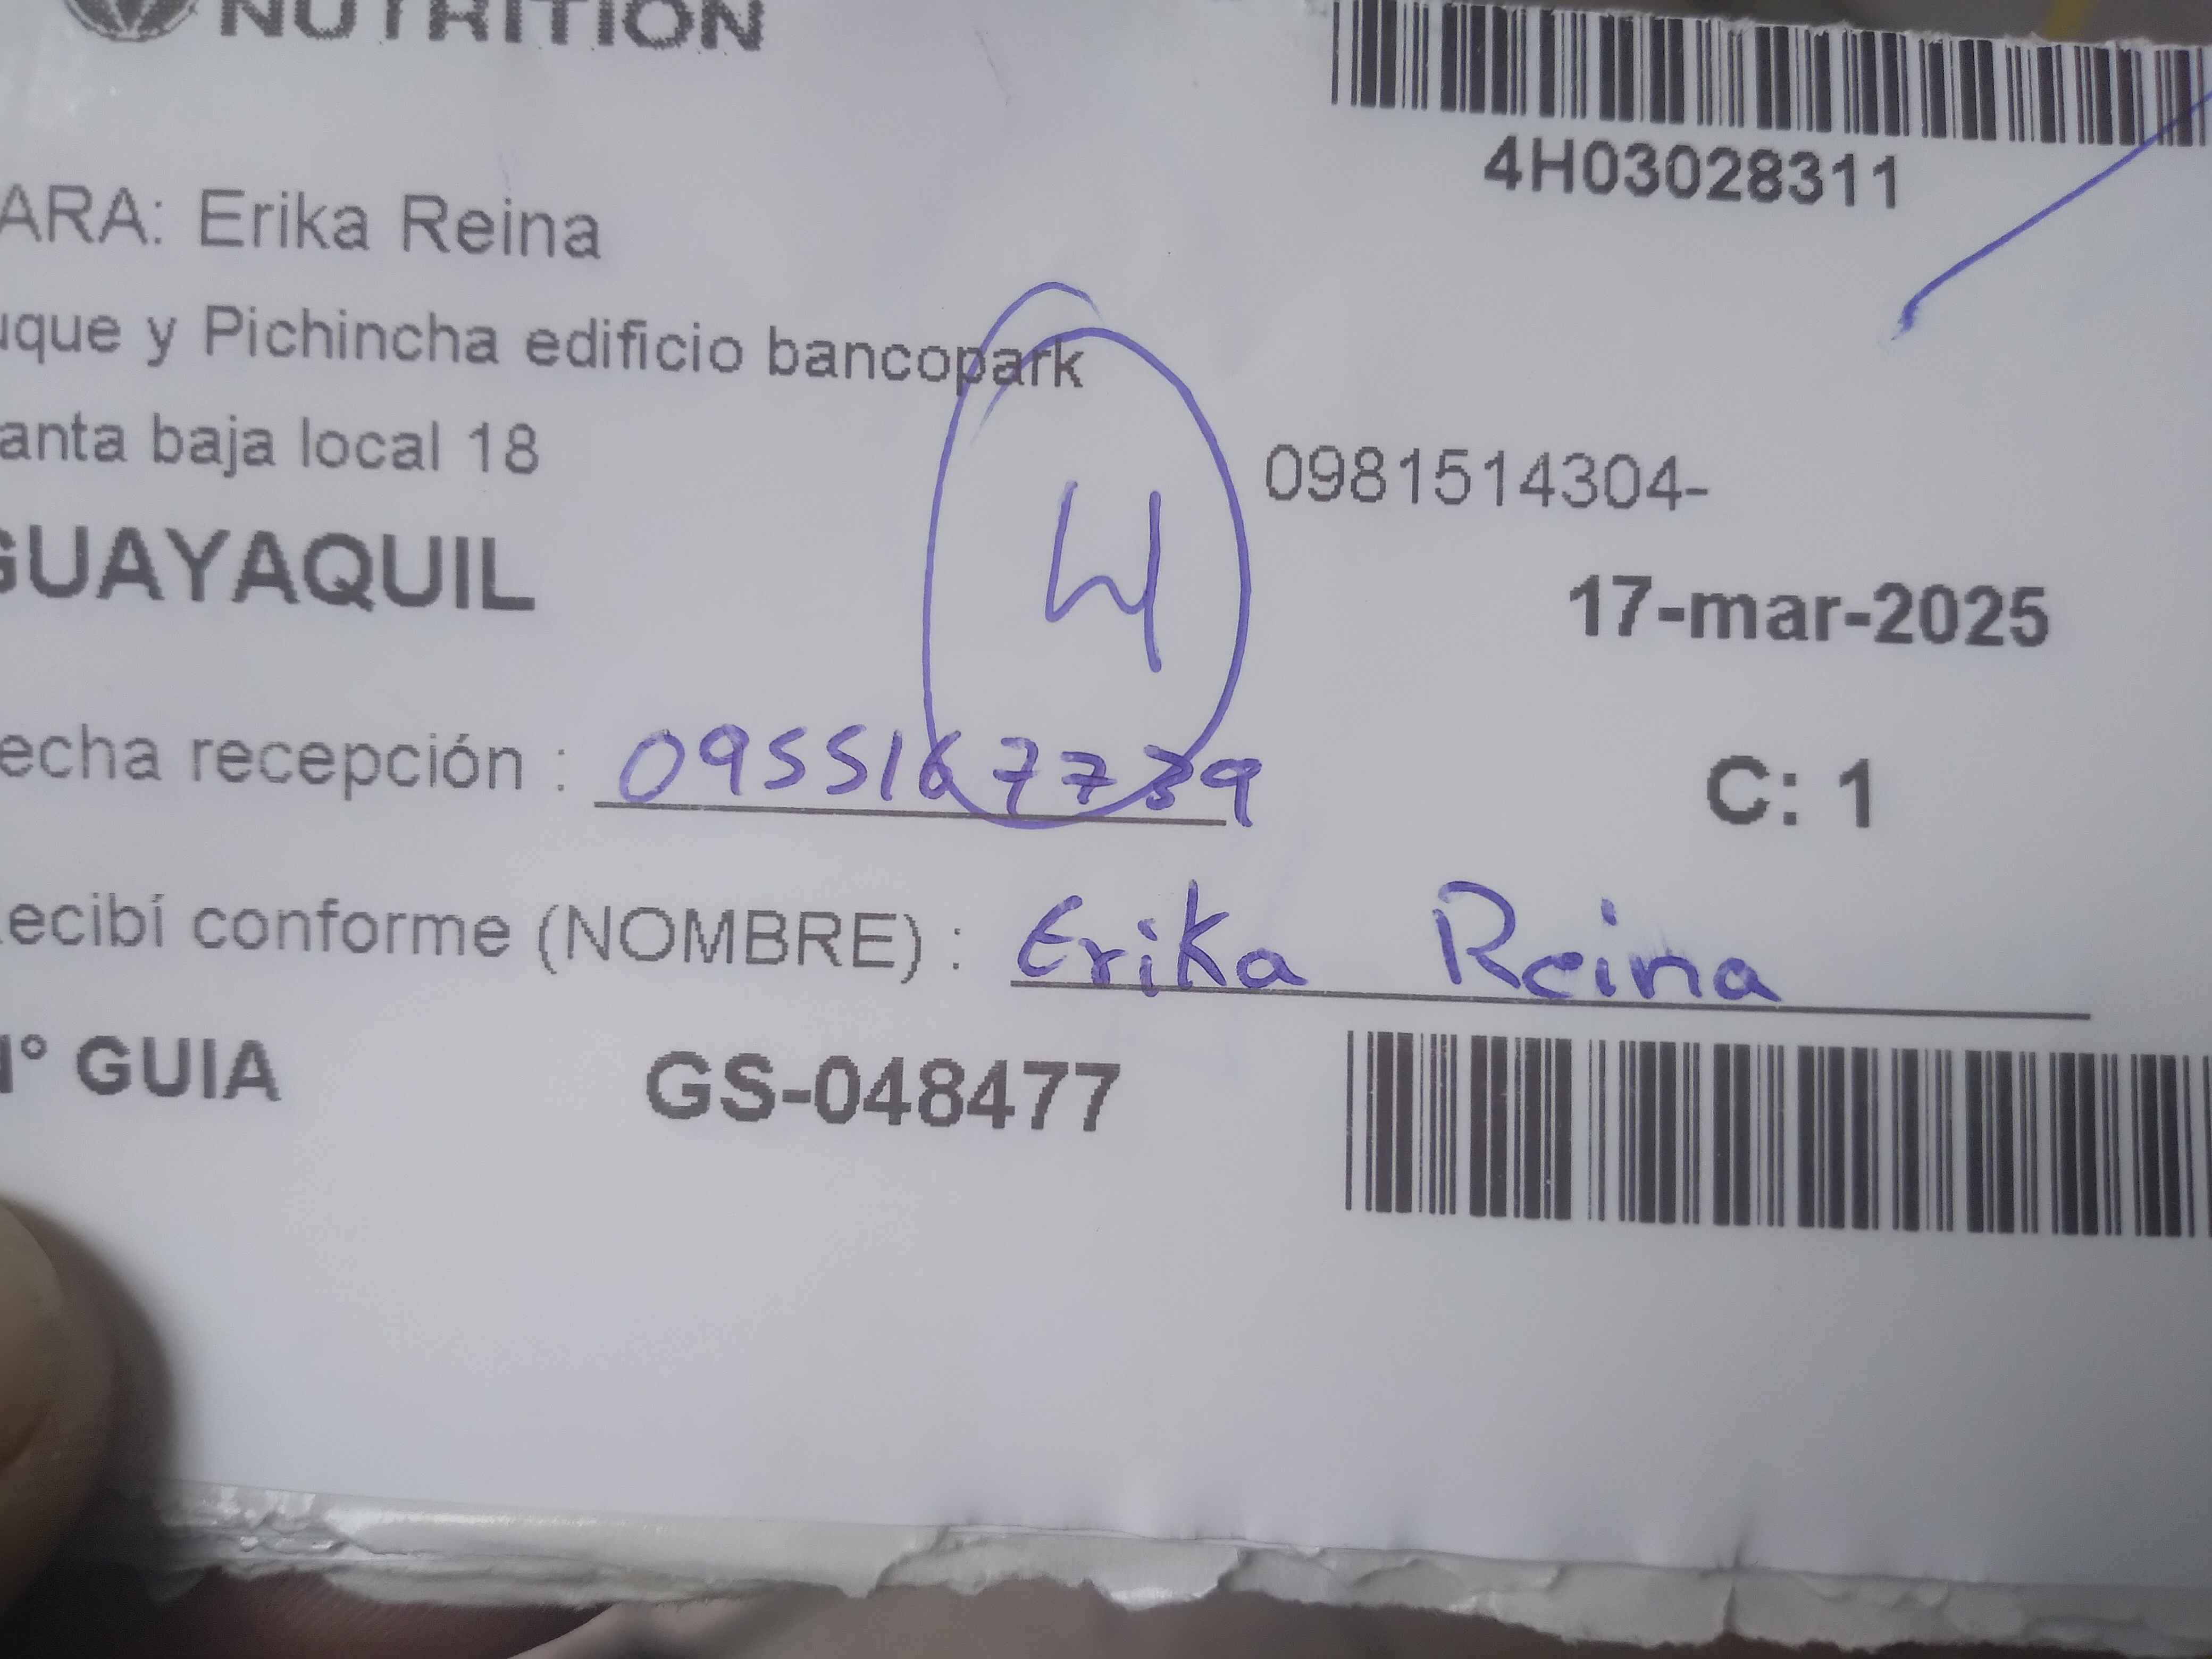 NUTRITION
4H03028311
ARA: Erika Reina
uque y Pichincha edificio bancopark
anta baja local 18
0981514304-
4
GUAYAQUIL
17-mar-2025
echa recepción : 0955167739
C: 1
ecibí conforme (NOMBRE) : Erika Reina
N° GUIA GS-048477